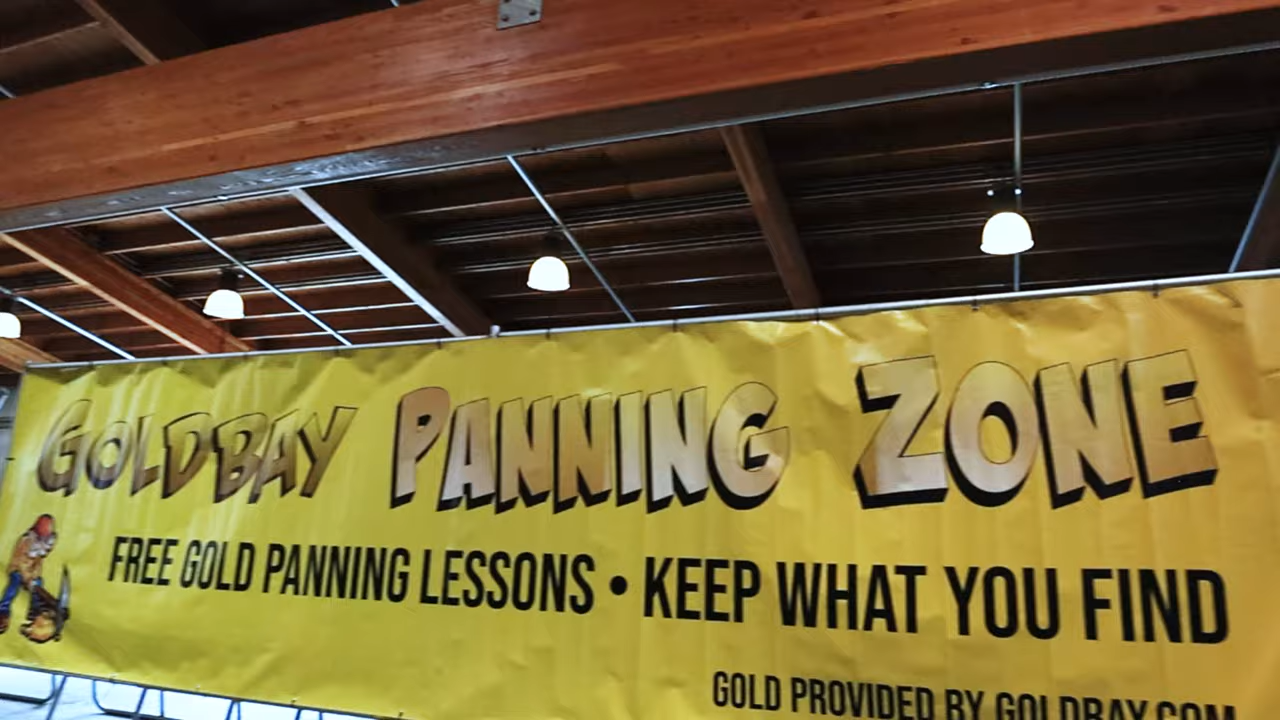 GOLDBAY PANNING ZONE
FREE GOLD PANNING LESSONS • KEEP WHAT YOU FIND
GOLD PROVIDED BY GOLDBAY.COM